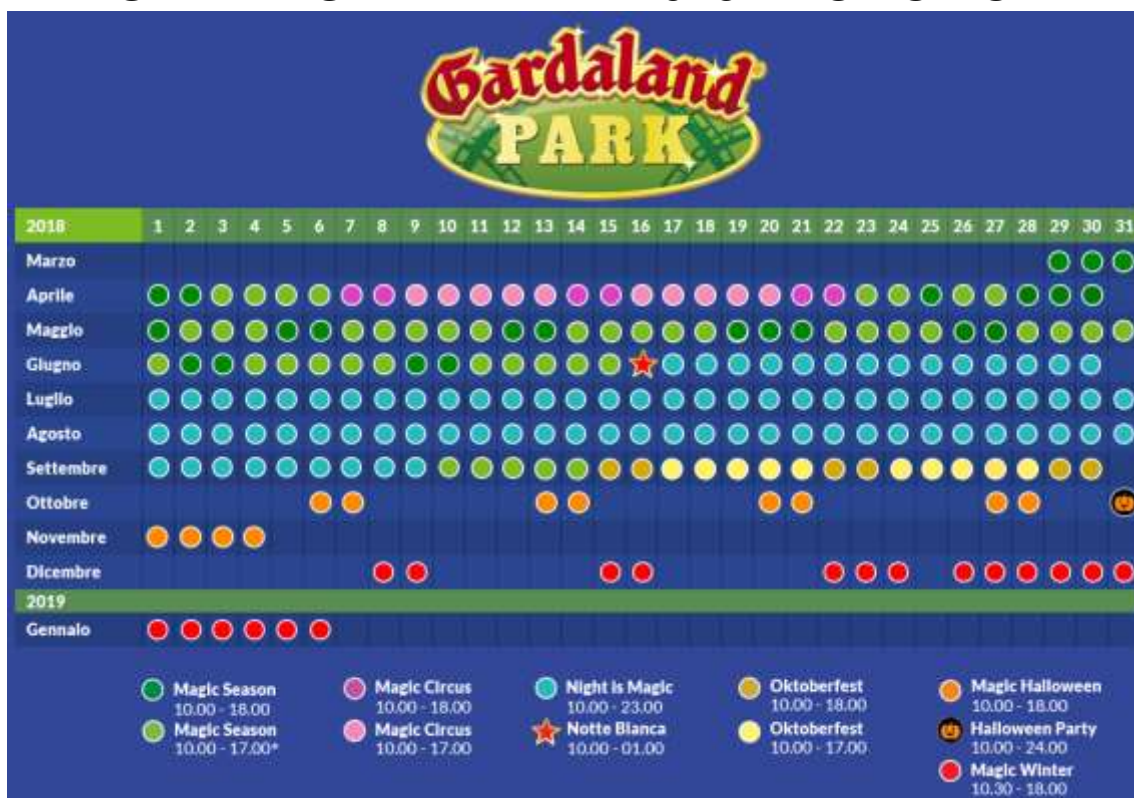 Gardaland
PARK
2018 1 2 3 4 5 6 7 8 9 10 11 12 13 14 15 16 17 18 19 20 21 22 23 24 25 26 27 28 29 30 31
Marzo
Aprile
Maggio
Giugno
Luglio
Agosto
Settembre
Ottobre
Novembre
Dicembre
2019
Gennaio
Magic Season
10.00 - 18.00
Magic Season
10.00 - 17.00*
Magic Circus
10.00 - 18.00
Magic Circus
10.00 - 17.00
Night is Magic
10.00 - 23.00
Notte Bianca
10.00 - 01.00
Oktoberfest
10.00 - 18.00
Oktoberfest
10.00 - 17.00
Magic Halloween
10.00 - 18.00
Halloween Party
10.00 - 24.00
Magic Winter
10.30 - 18.00